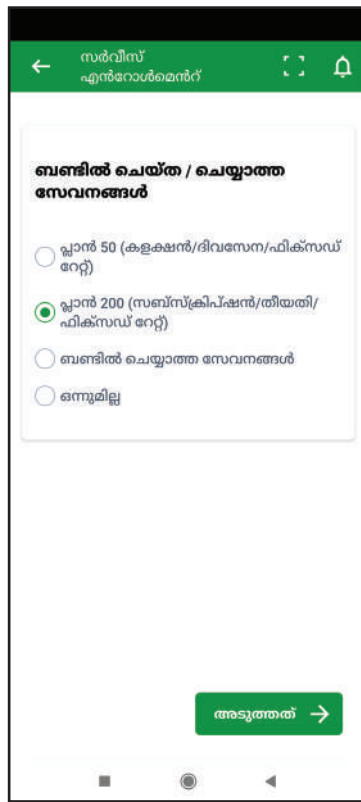 സർവീസ്
എൻറോൾമെൻറ്
ബണ്ടിൽ ചെയ്ത / ചെയ്യാത്ത
സേവനങ്ങൾ
പ്ലാൻ 50 (കളക്ഷൻ/ദിവസേന/ഫിക്സഡ്
റേറ്റ്)
പ്ലാൻ 200 (സബ്സ്ക്രിപ്ഷൻ/തീയതി/
ഫിക്സഡ് റേറ്റ്)
ബണ്ടിൽ ചെയ്യാത്ത സേവനങ്ങൾ
ഒന്നുമില്ല
അടുത്തത്